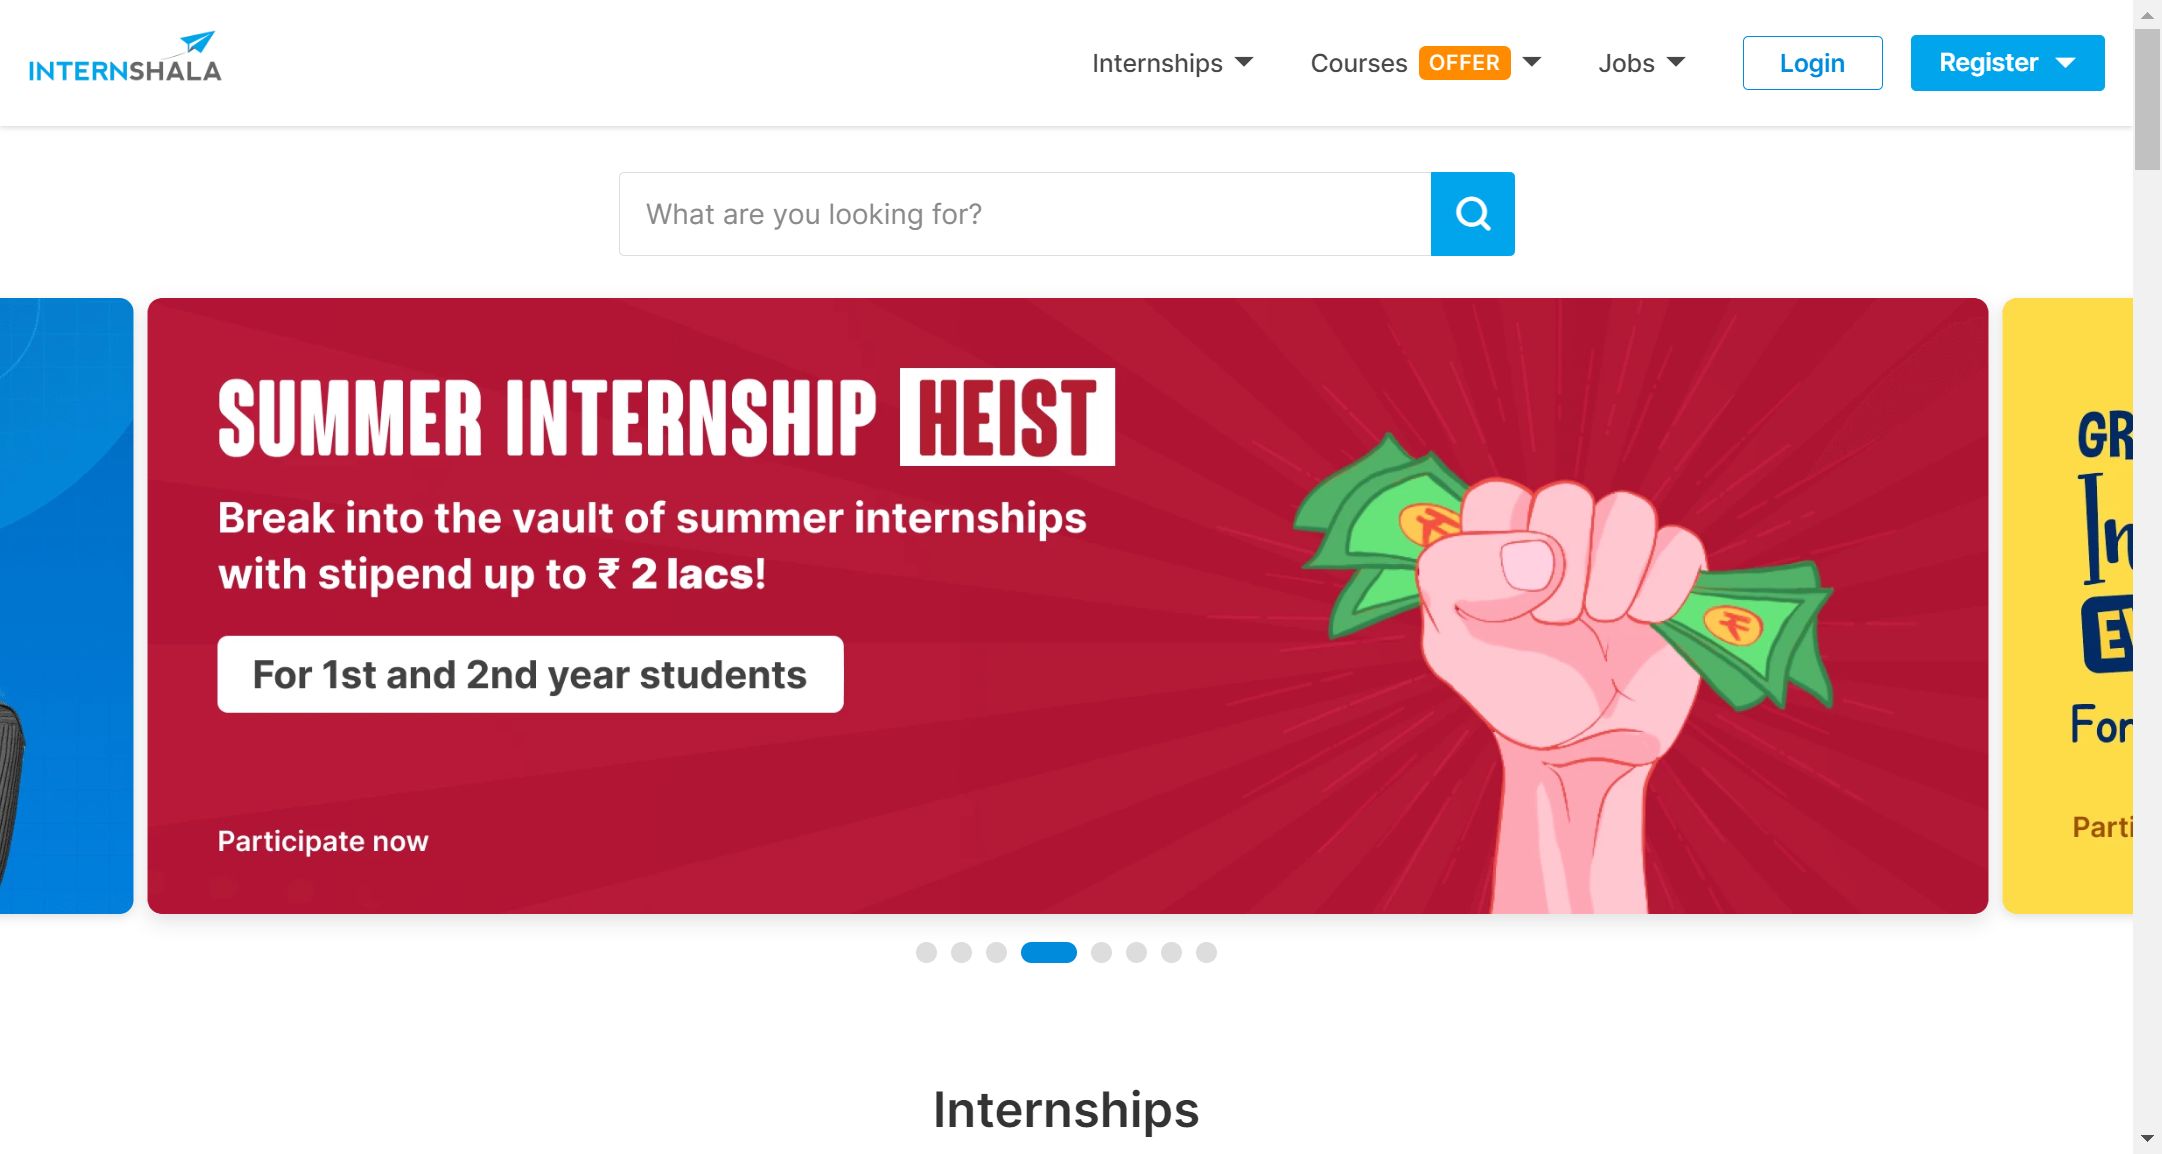 INTERNSHALA
Internships
Courses OFFER
Jobs
Login
Register
What are you looking for?
SUMMER INTERNSHIP HEIST
Break into the vault of summer internships
with stipend up to ₹ 2 lacs!
For 1st and 2nd year students
Participate now
GR
In
For
Parti
Internships